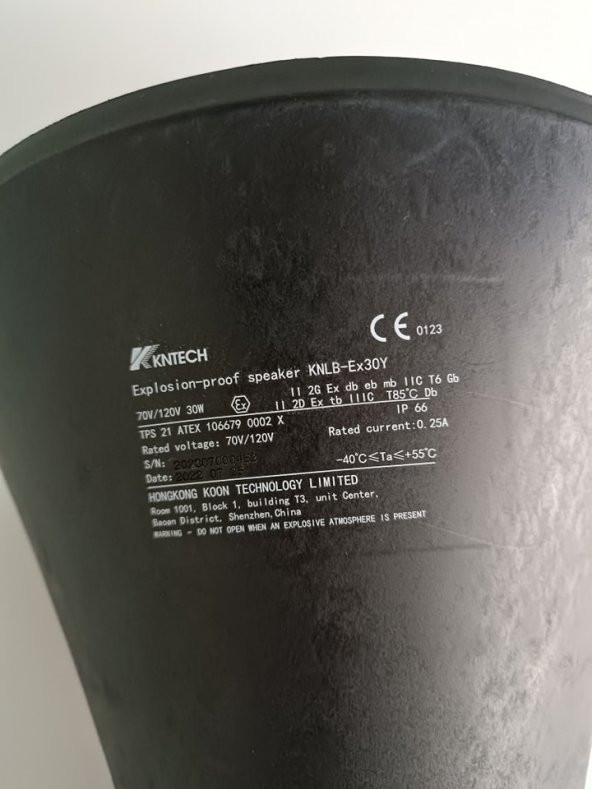 CE 0123
KNTECH
Explosion-proof speaker KNLB-Ex30Y
70V/120V 30W Ex II 2G Ex db eb mb IIC T6 Gb
II 2D Ex tb IIIC T85℃ Db
TPS 21 ATEX 106679 0002 X IP 66
Rated voltage: 70V/120V Rated current:0.25A
S/N:
Date: -40℃≤Ta≤+55℃
HONGKONG KOON TECHNOLOGY LIMITED
Room 1001, Block 1, building T3, unit Center,
Baoan District, Shenzhen,China
WARNING - DO NOT OPEN WHEN AN EXPLOSIVE ATMOSPHERE IS PRESENT